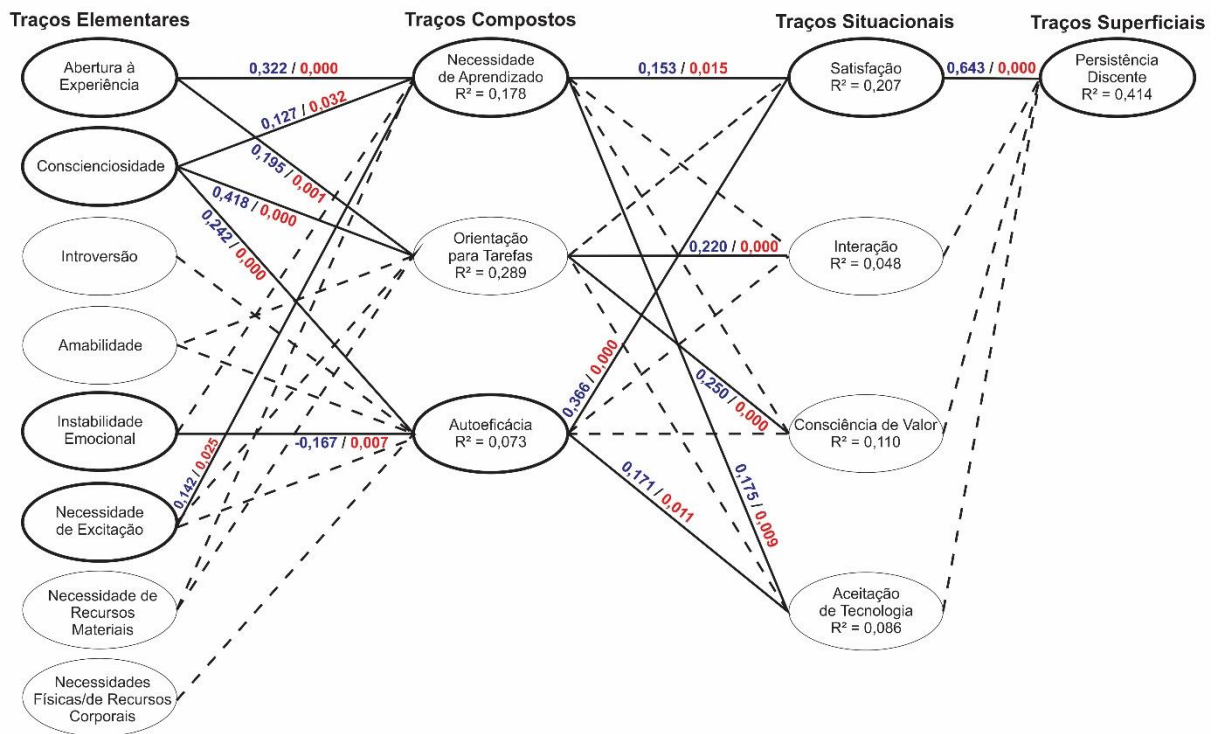 Traços Elementares
Traços Compostos
Traços Situacionais
Traços Superficiais
Abertura à
Experiência
Conscienciosidade
Introversão
Amabilidade
Instabilidade
Emocional
Necessidade
de Excitação
Necessidade de
Recursos
Materiais
Necessidades
Físicas/de Recursos
Corporais
0,322 / 0,000
0,127 / 0,032
0,195 / 0,001
0,418 / 0,000
0,242 / 0,000
-0,167 / 0,007
0,142 / 0,025
Necessidade
de Aprendizado
R² = 0,178
Orientação
para Tarefas
R² = 0,289
Autoeficácia
R² = 0,073
0,153 / 0,015
0,220 / 0,000
0,366 / 0,000
0,250 / 0,000
0,171 / 0,011
0,175 / 0,009
Satisfação
R² = 0,207
Interação
R² = 0,048
Consciência de Valor
R² = 0,110
Aceitação
de Tecnologia
R² = 0,086
0,643 / 0,000
Persistência
Discente
R² = 0,414